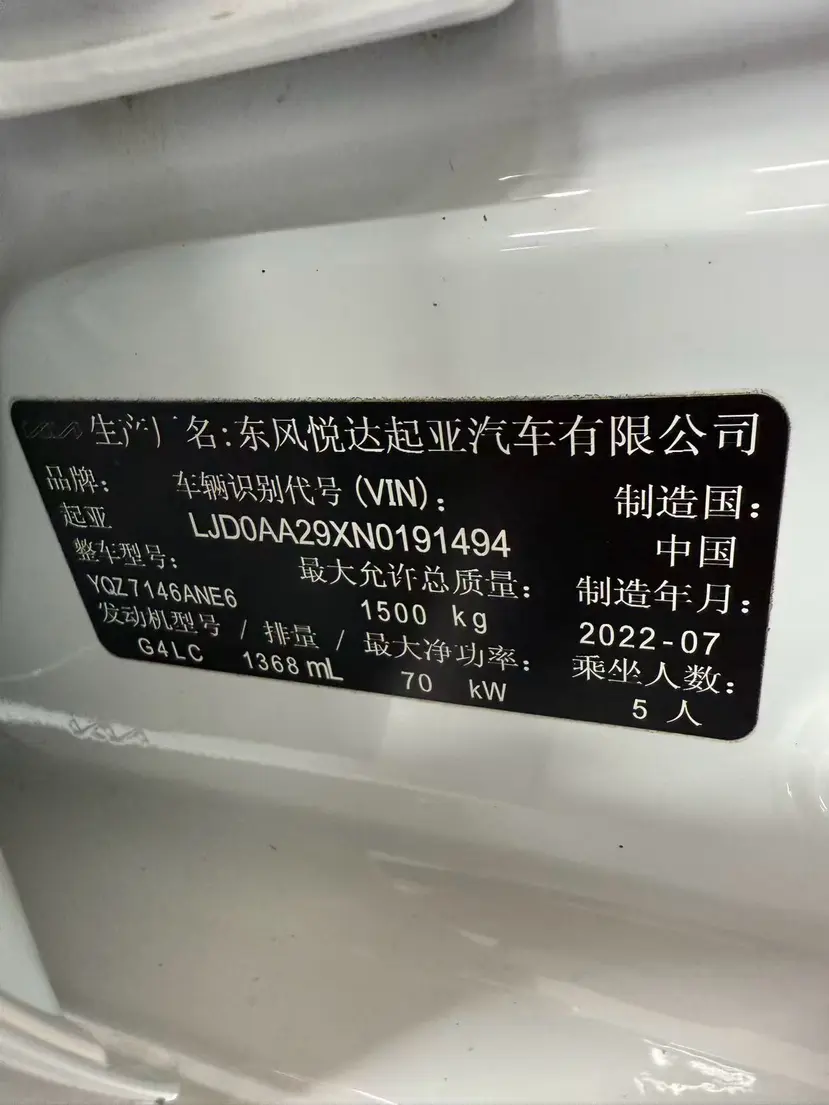 生产厂名:东风悦达起亚汽车有限公司
品牌: 车辆识别代号(VIN): 制造国:
起亚 LJD0AA29XN0191494 中国
整车型号: 最大允许总质量: 制造年月:
YQZ7146ANE6 1500 kg 2022-07
发动机型号 / 排量 / 最大净功率: 乘坐人数:
G4LC 1368 mL 70 kW 5 人